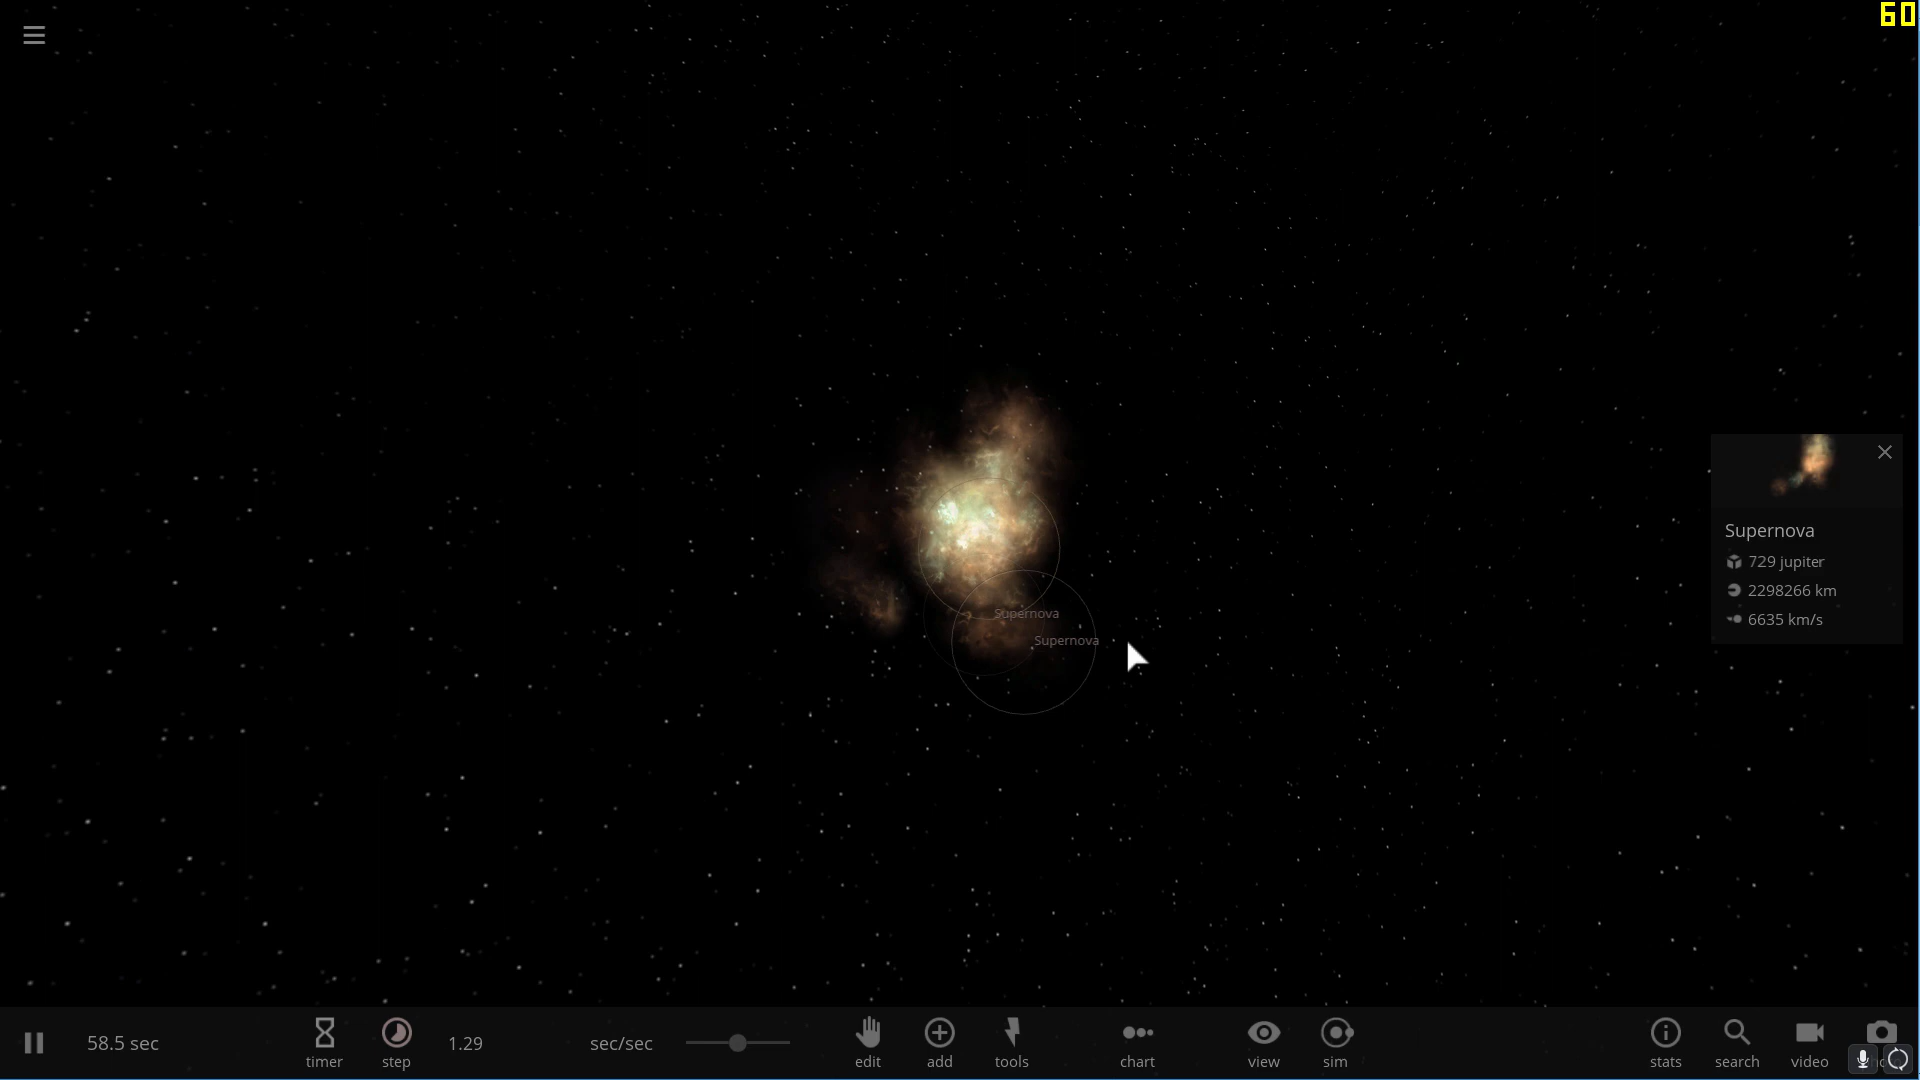 60
Supernova
729 jupiter
2298266 km
6635 km/s
Supernova
Supernova
58.5 sec
timer
step
1.29
sec/sec
edit
add
tools
chart
view
sim
stats
search
video